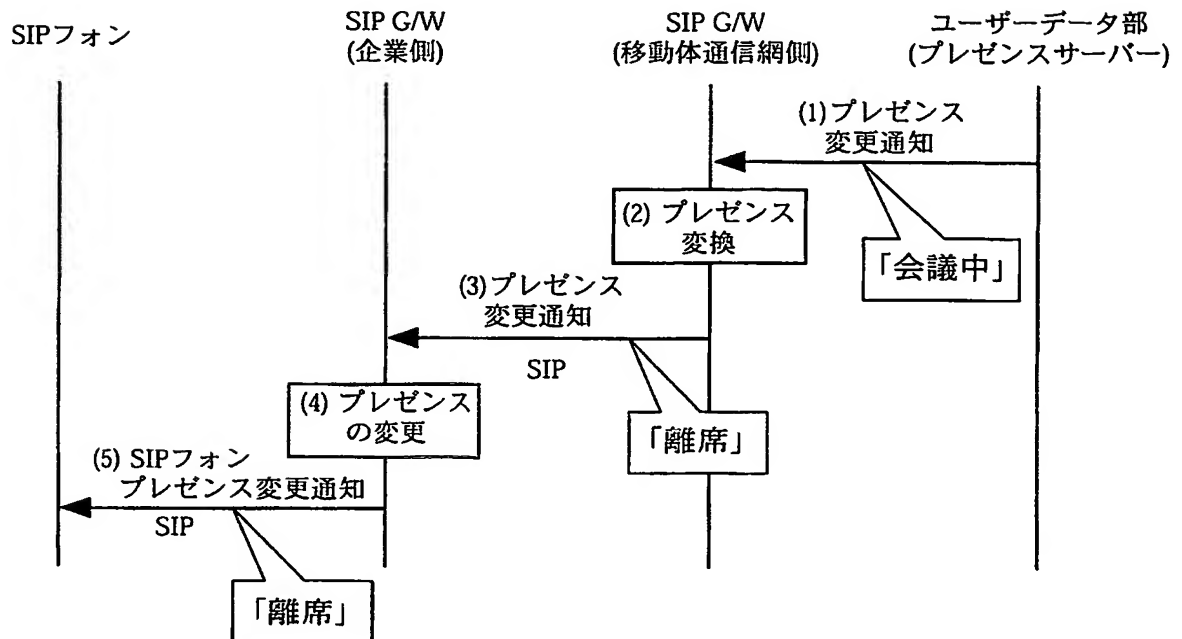 SIPフォン
SIP G/W
(企業側)
SIP G/W
(移動体通信網側)
ユーザーデータ部
(プレゼンスサーバー)
(1)プレゼンス
変更通知
「会議中」
(2) プレゼンス
変換
(3)プレゼンス
変更通知
SIP
「離席」
(4) プレゼンス
の変更
(5) SIPフォン
プレゼンス変更通知
SIP
「離席」